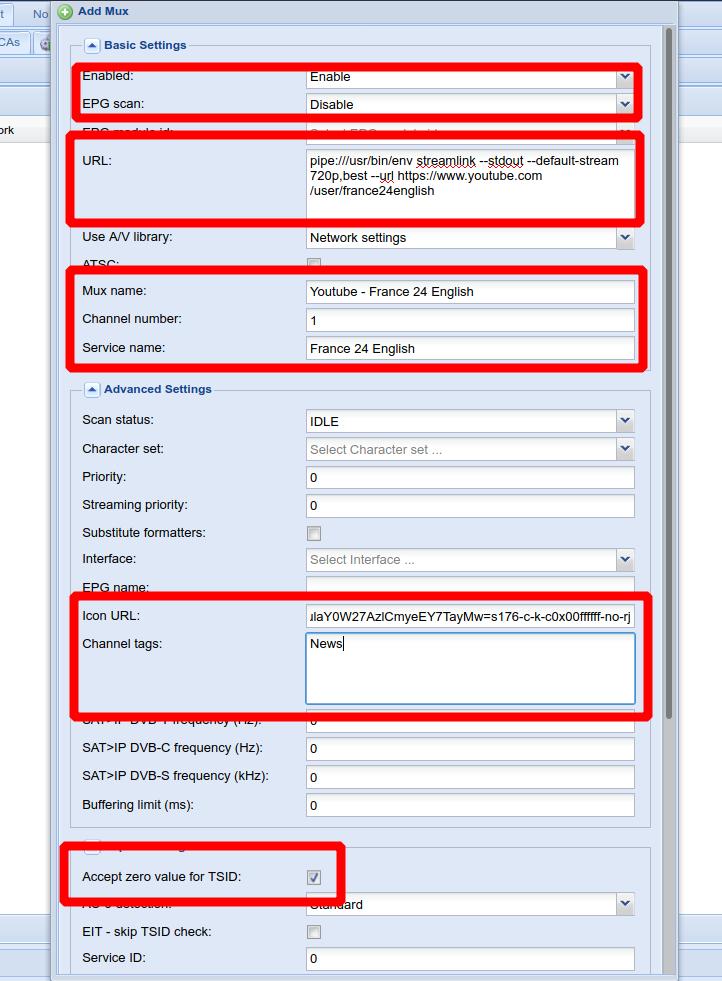 Add Mux
t
No
CAs
Basic Settings
Enabled: Enable
EPG scan: Disable
EPG module id:
URL: pipe:///usr/bin/env streamlink --stdout --default-stream
720p,best --url https://www.youtube.com
/user/france24english
Use A/V library: Network settings
ATSC:
Mux name: Youtube - France 24 English
Channel number: 1
Service name: France 24 English
Advanced Settings
Scan status: IDLE
Character set: Select Character set ...
Priority: 0
Streaming priority: 0
Substitute formatters:
Interface: Select Interface ...
EPG name:
Icon URL: ulaY0W27AzlCmyeEY7TayMw=s176-c-k-c0x00ffffff-no-rj
Channel tags: News
SAT>IP DVB-T frequency (Hz): 0
SAT>IP DVB-C frequency (Hz): 0
SAT>IP DVB-S frequency (kHz): 0
Buffering limit (ms): 0
Accept zero value for TSID:
AC-3 detection: Standard
EIT - skip TSID check:
Service ID: 0
ork